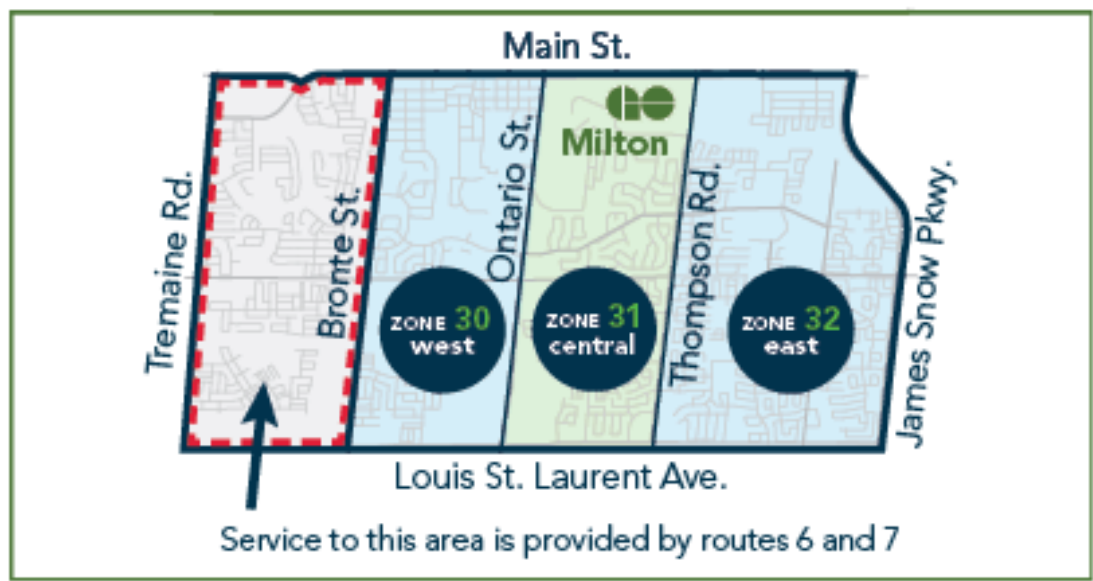 Main St.
GO
Milton
Tremaine Rd.
Bronte St.
Ontario St.
Thompson Rd.
James Snow Pkwy.
ZONE 30
west
ZONE 31
central
ZONE 32
east
Louis St. Laurent Ave.
Service to this area is provided by routes 6 and 7